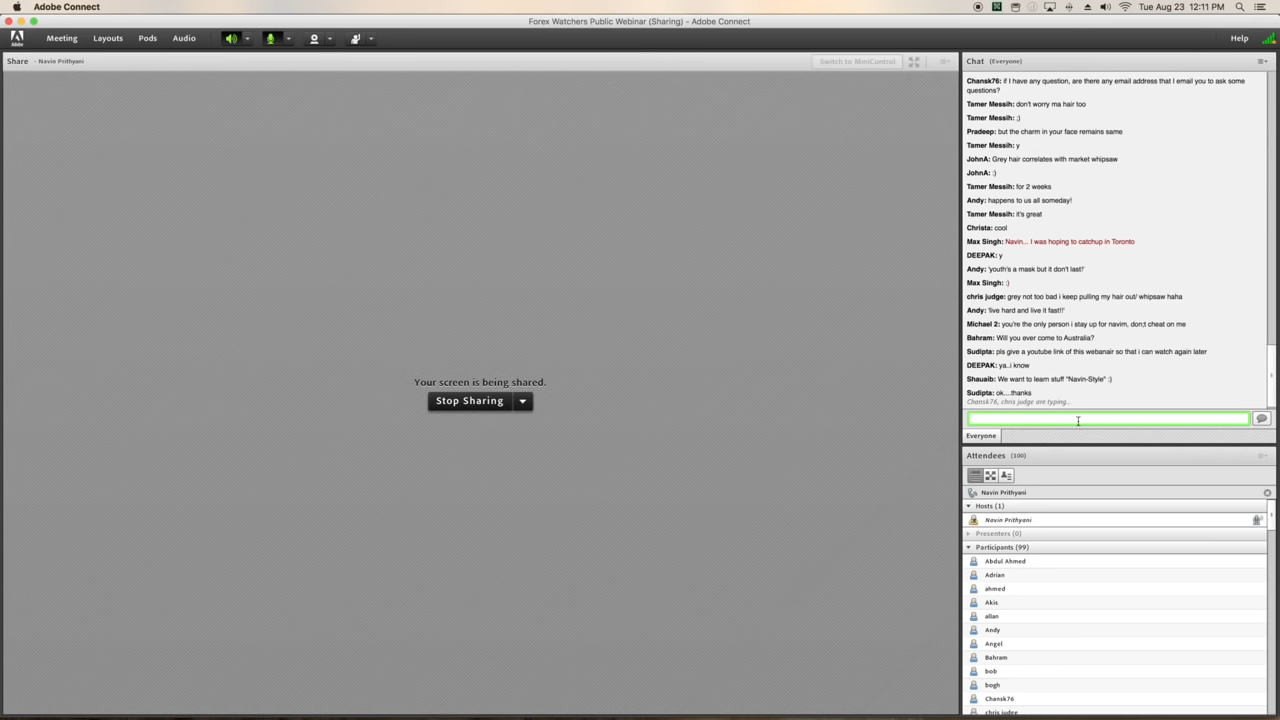 Tue Aug 23 12:11 PM
Forex Watchers Public Webinar (Sharing) - Adobe Connect
Adobe
Meeting Layouts Pods Audio
Help
Share - Navin Prithyani
Switch to MiniControl
Your screen is being shared.
Stop Sharing
Chat (Everyone)
Chansk76: if I have any question, are there any email address that I email you to ask some
questions?
Tamer Messih: don't worry ma hair too
Tamer Messih: ;)
Pradeep: but the charm in your face remains same
Tamer Messih: y
JohnA: Grey hair correlates with market whipsaw
JohnA: :)
Tamer Messih: for 2 weeks
Andy: happens to us all someday!
Tamer Messih: it's great
Christa: cool
Max Singh: Navin... I was hoping to catchup in Toronto
DEEPAK: y
Andy: 'youth's a mask but it don't last!'
Max Singh: :)
chris judge: grey not too bad i keep pulling my hair out/ whipsaw haha
Andy: 'live hard and live it fast!!'
Michael 2: you're the only person i stay up for navim, don;t cheat on me
Bahram: Will you ever come to Australia?
Sudipta: pls give a youtube link of this webanair so that i can watch again later
DEEPAK: ya..i know
Shauaib: We want to learn stuff "Navin-Style" :)
Sudipta: ok....thanks
Chansk76, chris judge are typing...
Everyone
Attendees (100)
Navin Prithyani
Hosts (1)
Navin Prithyani
Presenters (0)
Participants (99)
Abdul Ahmed
Adrian
ahmed
Akis
allan
Andy
Angel
Bahram
bob
bogh
Chansk76
chris judge